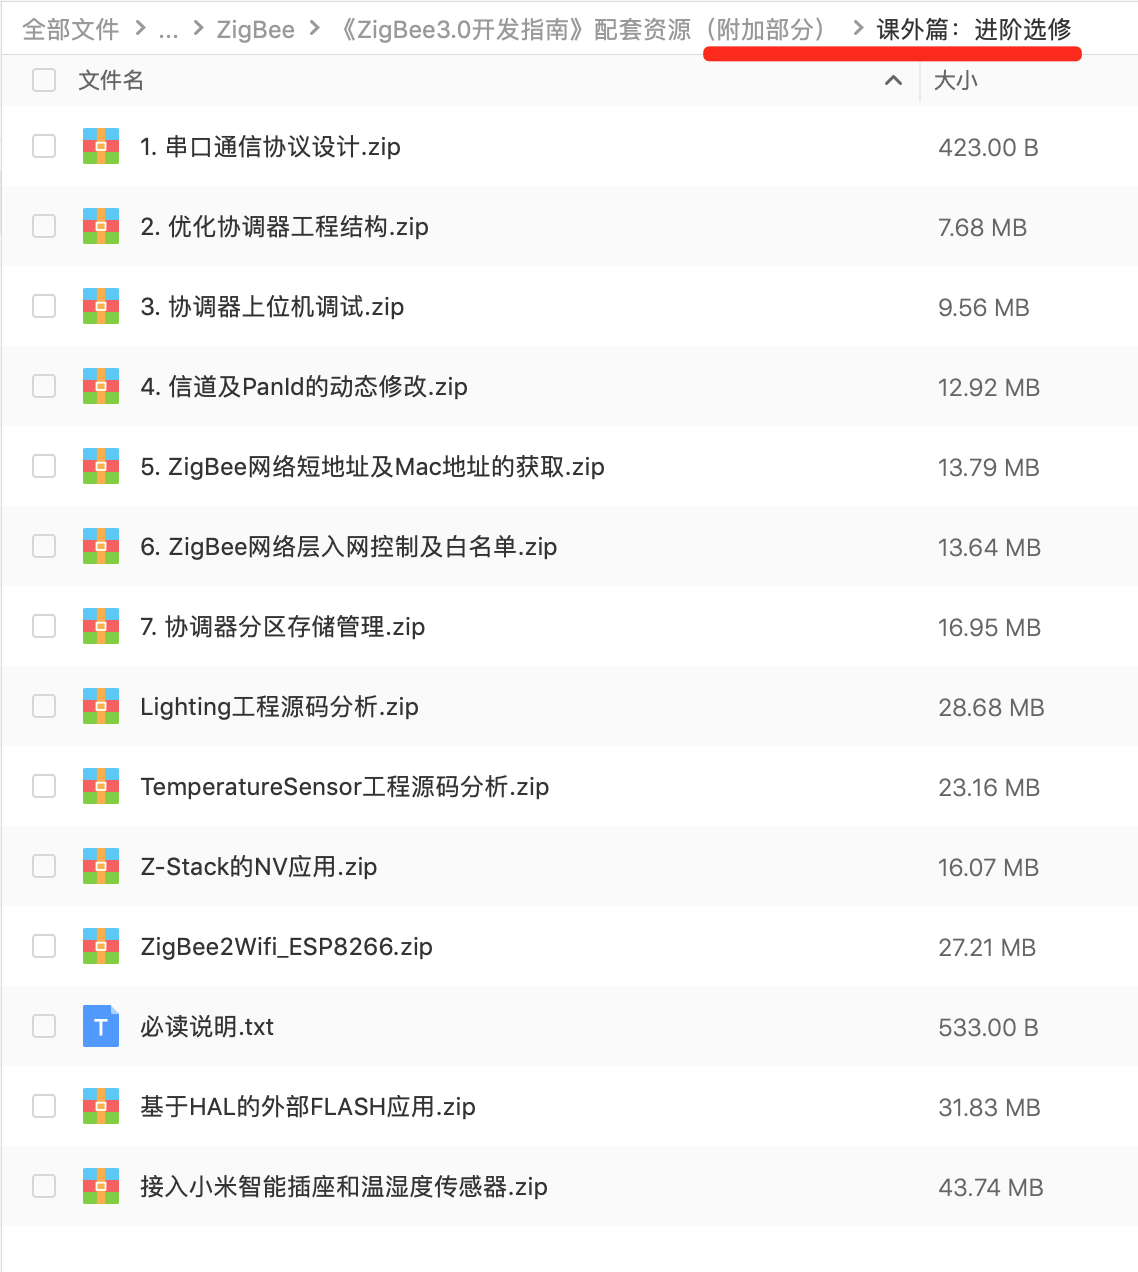 全部文件 > ... > ZigBee > 《ZigBee3.0开发指南》配套资源（附加部分） > 课外篇：进阶选修
文件名 大小
1. 串口通信协议设计.zip 423.00 B
2. 优化协调器工程结构.zip 7.68 MB
3. 协调器上位机调试.zip 9.56 MB
4. 信道及PanId的动态修改.zip 12.92 MB
5. ZigBee网络短地址及Mac地址的获取.zip 13.79 MB
6. ZigBee网络层入网控制及白名单.zip 13.64 MB
7. 协调器分区存储管理.zip 16.95 MB
Lighting工程源码分析.zip 28.68 MB
TemperatureSensor工程源码分析.zip 23.16 MB
Z-Stack的NV应用.zip 16.07 MB
ZigBee2Wifi_ESP8266.zip 27.21 MB
T 必读说明.txt 533.00 B
基于HAL的外部FLASH应用.zip 31.83 MB
接入小米智能插座和温湿度传感器.zip 43.74 MB